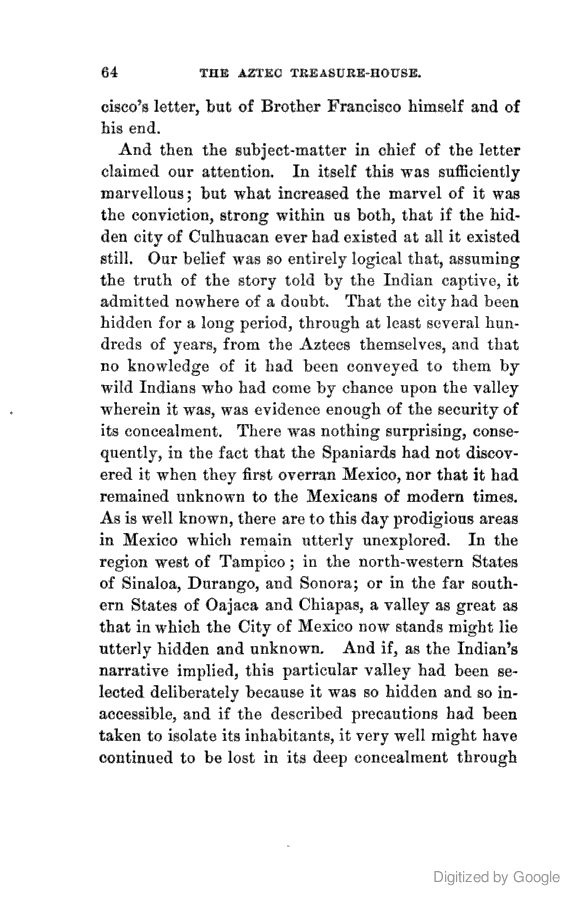 64 THE AZTEC TREASURE-HOUSE.
cisco's letter, but of Brother Francisco himself and of
his end.
And then the subject-matter in chief of the letter
claimed our attention. In itself this was sufficiently
marvellous; but what increased the marvel of it was
the conviction, strong within us both, that if the hid-
den city of Culhuacan ever had existed at all it existed
still. Our belief was so entirely logical that, assuming
the truth of the story told by the Indian captive, it
admitted nowhere of a doubt. That the city had been
hidden for a long period, through at least several hun-
dreds of years, from the Aztecs themselves, and that
no knowledge of it had been conveyed to them by
wild Indians who had come by chance upon the valley
wherein it was, was evidence enough of the security of
its concealment. There was nothing surprising, conse-
quently, in the fact that the Spaniards had not discov-
ered it when they first overran Mexico, nor that it had
remained unknown to the Mexicans of modern times.
As is well known, there are to this day prodigious areas
in Mexico which remain utterly unexplored. In the
region west of Tampico; in the north-western States
of Sinaloa, Durango, and Sonora; or in the far south-
ern States of Oajaca and Chiapas, a valley as great as
that in which the City of Mexico now stands might lie
utterly hidden and unknown. And if, as the Indian's
narrative implied, this particular valley had been se-
lected deliberately because it was so hidden and so in-
accessible, and if the described precautions had been
taken to isolate its inhabitants, it very well might have
continued to be lost in its deep concealment through
Digitized by Google